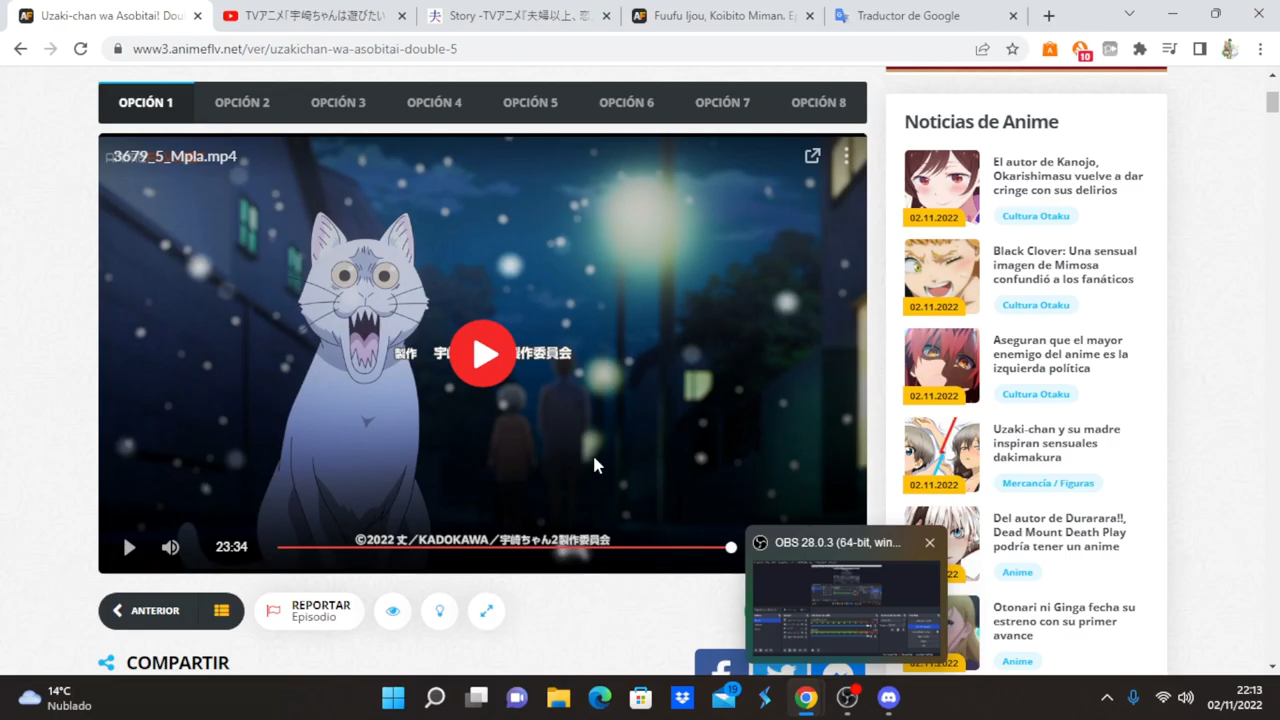 Uzaki-chan wa Asobitai! Dou
TVアニメ「宇崎ちゃんは遊びたい
Story -TVアニメ「夫婦以上、恋
Fuufu Ijou, Koibito Miman. Ep
Traductor de Google
www3.animeflv.net/ver/uzakichan-wa-asobitai-double-5
10
OPCIÓN 1
OPCIÓN 2
OPCIÓN 3
OPCIÓN 4
OPCIÓN 5
OPCIÓN 6
OPCIÓN 7
OPCIÓN 8
3679_5_Mpla.mp4
製作 宇
製作委員会
©2022 丈/KADOKAWA/宇崎ちゃん2製作委員会
23:34
ANTERIOR
REPORTAR
Episodio
COMPARTIR
Noticias de Anime
El autor de Kanojo,
Okarishimasu vuelve a dar
cringe con sus delirios
Cultura Otaku
02.11.2022
Black Clover: Una sensual
imagen de Mimosa
confundió a los fanáticos
Cultura Otaku
02.11.2022
Aseguran que el mayor
enemigo del anime es la
izquierda política
Cultura Otaku
02.11.2022
Uzaki-chan y su madre
inspiran sensuales
dakimakura
Mercancía / Figuras
02.11.2022
Del autor de Durarara!!,
Dead Mount Death Play
podría tener un anime
Anime
22
Otonari ni Ginga fecha su
estreno con su primer
avance
Anime
02.11.2022
OBS 28.0.3 (64-bit, win...
14°C
Nublado
19
22:13
02/11/2022